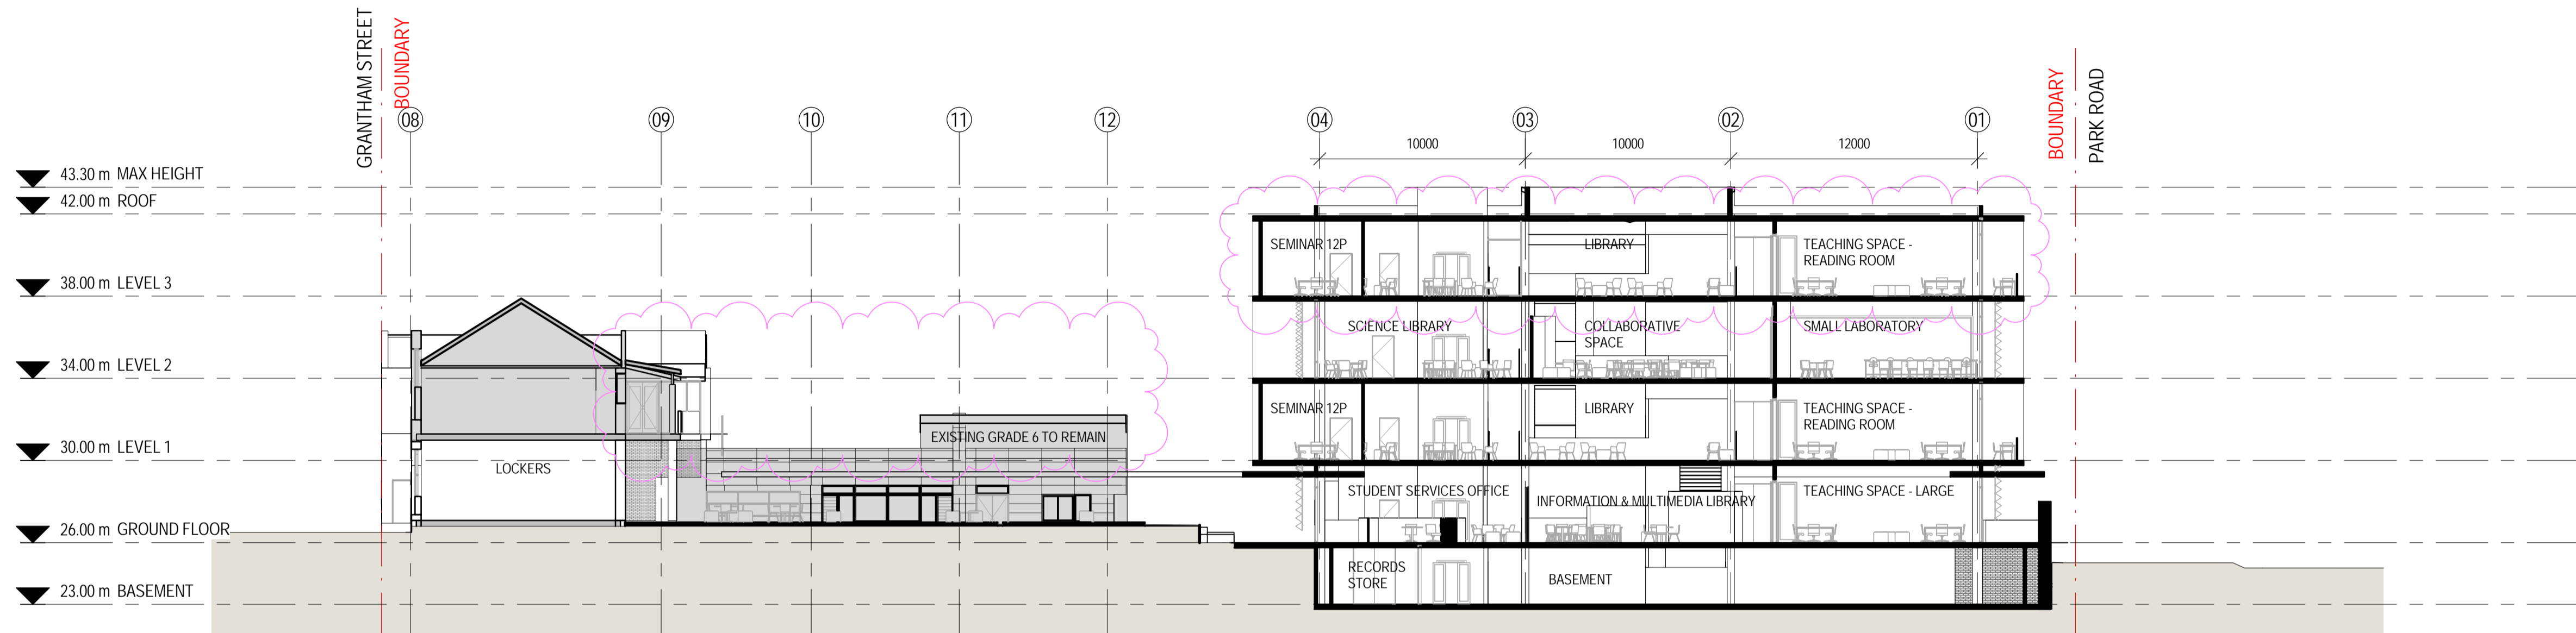 GRANTHAM STREET
BOUNDARY
BOUNDARY
PARK ROAD
08
09
10
11
12
04
03
02
01
10000
10000
12000
43.30 m MAX HEIGHT
42.00 m ROOF
38.00 m LEVEL 3
34.00 m LEVEL 2
30.00 m LEVEL 1
26.00 m GROUND FLOOR
23.00 m BASEMENT
LOCKERS
EXISTING GRADE 6 TO REMAIN
SEMINAR 12P
LIBRARY
TEACHING SPACE -
READING ROOM
SCIENCE LIBRARY
COLLABORATIVE
SPACE
SMALL LABORATORY
SEMINAR 12P
LIBRARY
TEACHING SPACE -
READING ROOM
STUDENT SERVICES OFFICE
INFORMATION & MULTIMEDIA LIBRARY
TEACHING SPACE - LARGE
RECORDS
STORE
BASEMENT